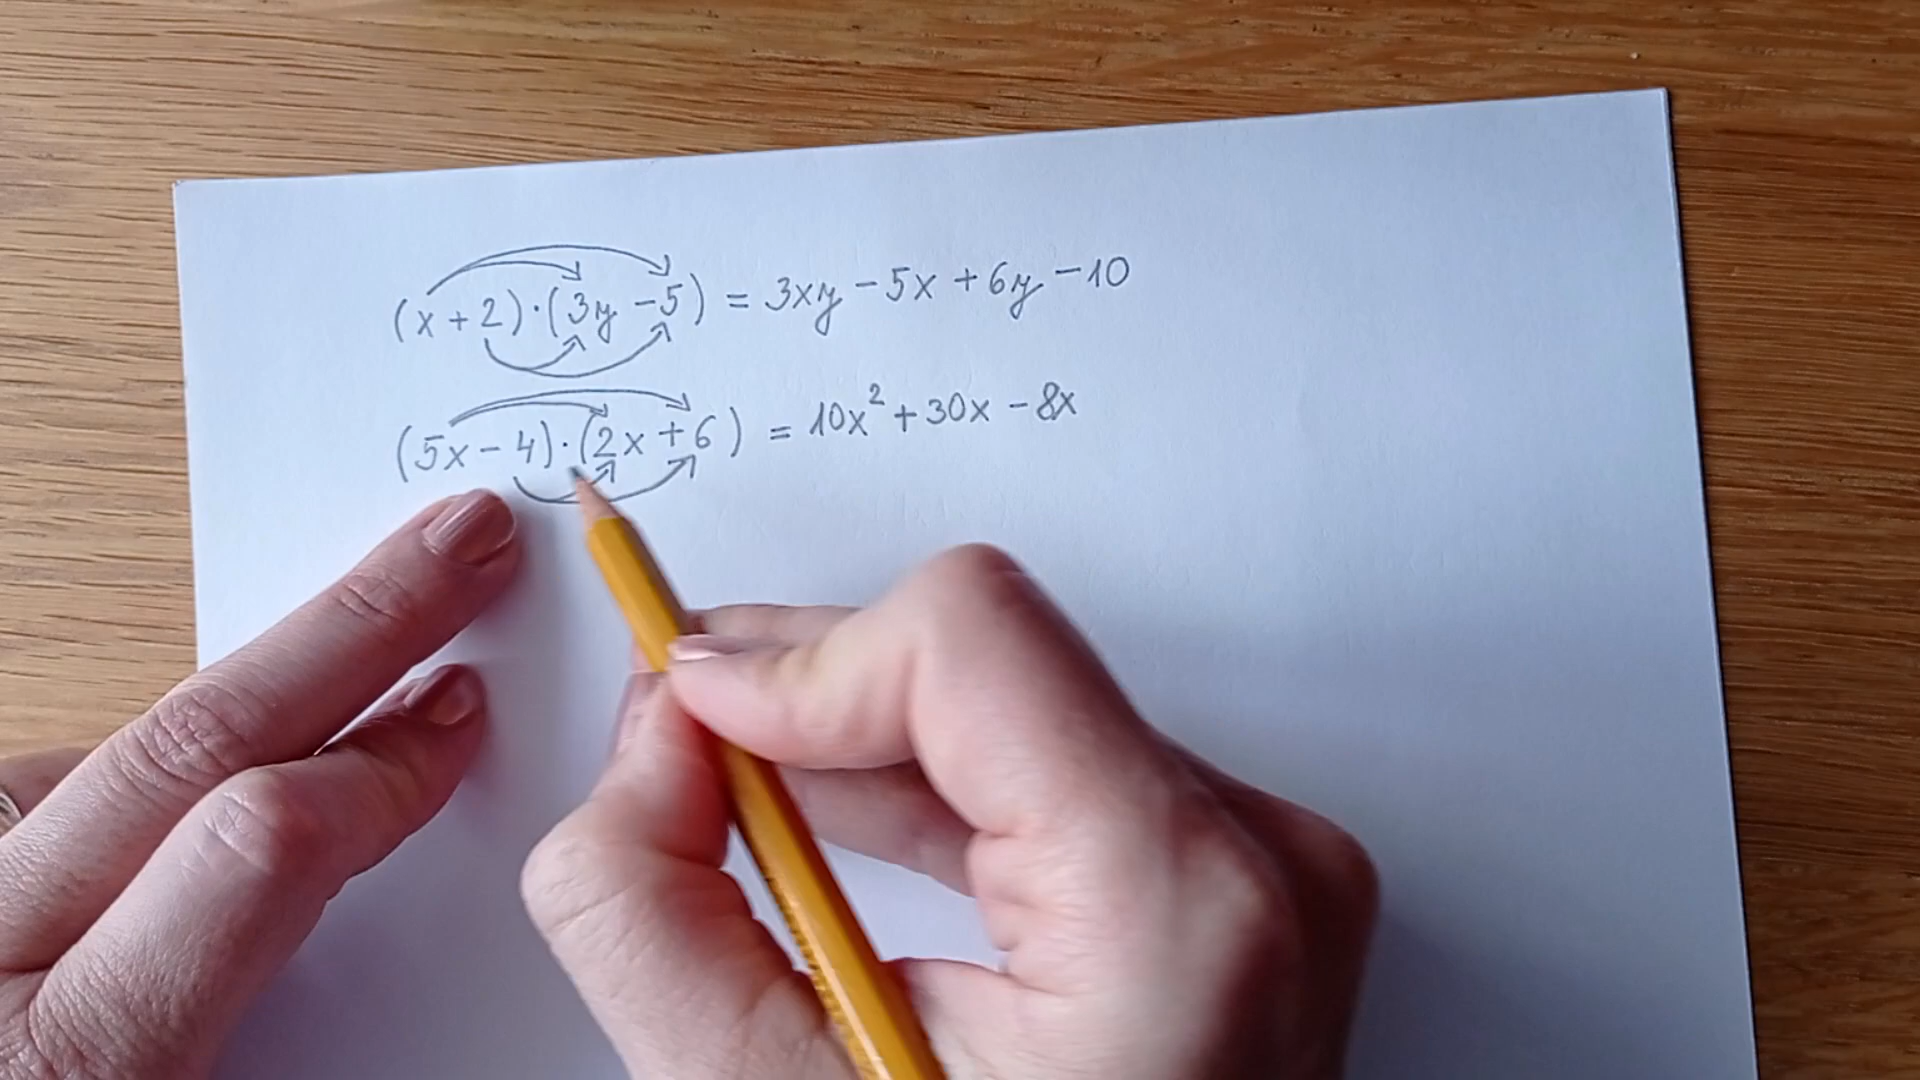 (x+2)·(3y-5) = 3xy - 5x + 6y - 10
(5x-4)·(2x+6) = 10x² + 30x - 8x